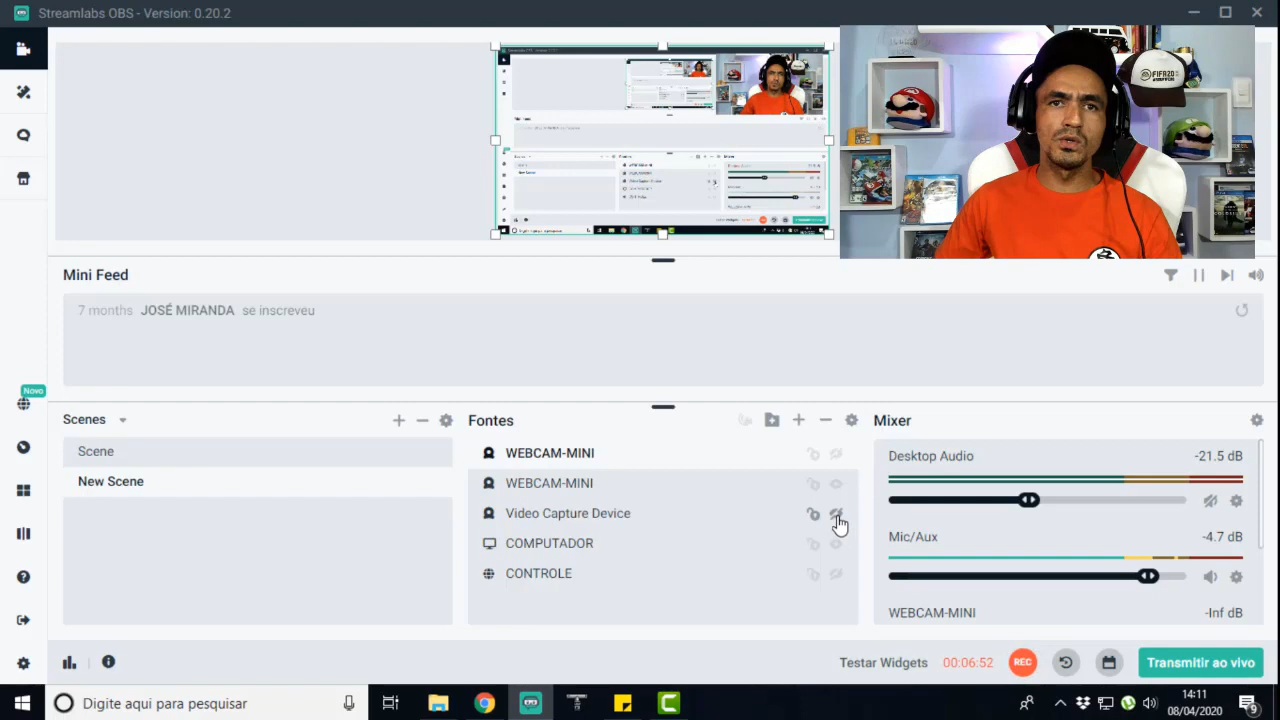 Streamlabs OBS - Version: 0.20.2
FIFA20
Mini Feed
7 months JOSÉ MIRANDA se inscreveu
Novo
Scenes
Scene
New Scene
Fontes
WEBCAM-MINI
WEBCAM-MINI
Video Capture Device
COMPUTADOR
CONTROLE
Mixer
Desktop Audio -21.5 dB
Mic/Aux -4.7 dB
WEBCAM-MINI -Inf dB
Testar Widgets 00:06:52 REC Transmitir ao vivo
Digite aqui para pesquisar
14:11
08/04/2020
9